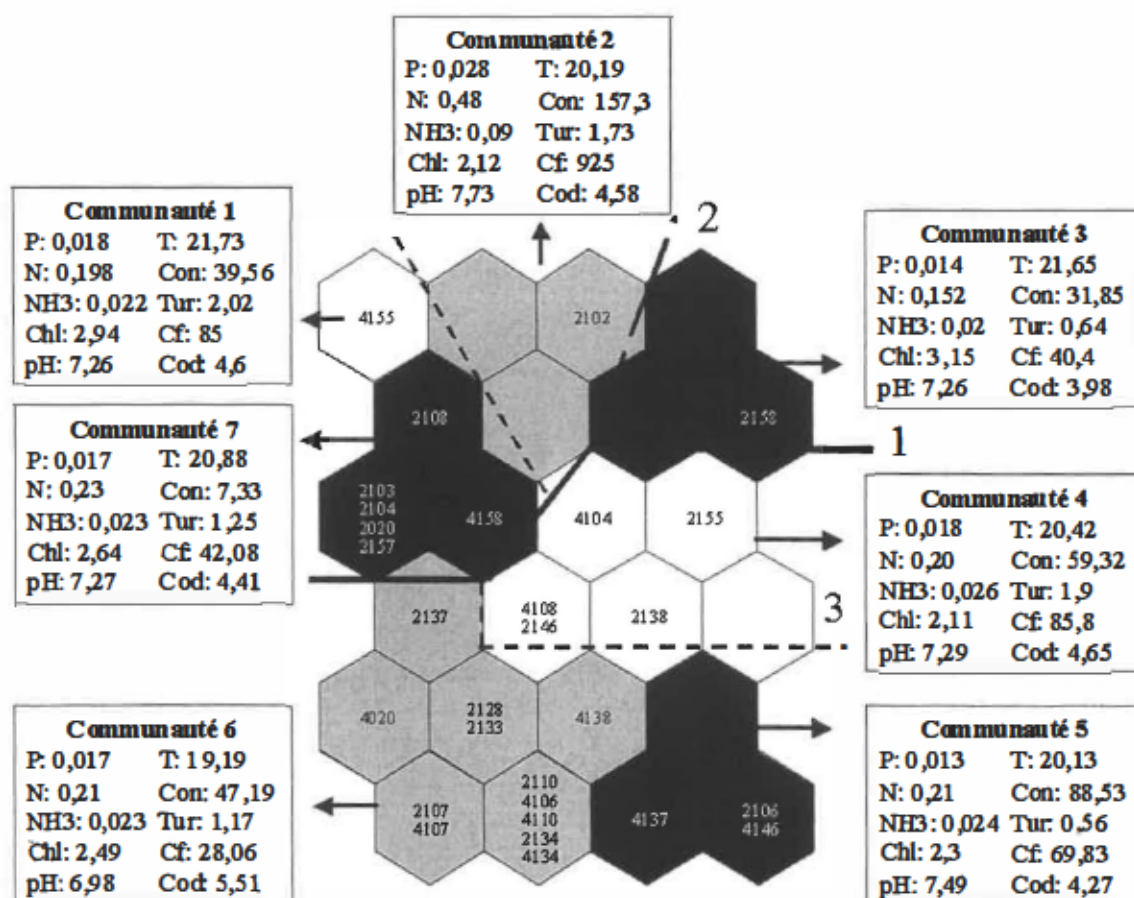 Communauté 2
P: 0,028 T: 20,19
N: 0,48 Con: 157,3
NH3: 0,09 Tur: 1,73
Chl: 2,12 Cf: 925
pH: 7,73 Cod: 4,58
Communauté 1
P: 0,018 T: 21,73
N: 0,198 Con: 39,56
NH3: 0,022 Tur: 2,02
Chl: 2,94 Cf: 85
pH: 7,26 Cod: 4,6
2
Communauté 3
P: 0,014 T: 21,65
N: 0,152 Con: 31,85
NH3: 0,02 Tur: 0,64
Chl: 3,15 Cf: 40,4
pH: 7,26 Cod: 3,98
4155
2102
2108
2158
1
Communauté 7
P: 0,017 T: 20,88
N: 0,23 Con: 7,33
NH3: 0,023 Tur: 1,25
Chl: 2,64 Cf: 42,08
pH: 7,27 Cod: 4,41
2103
2104
2020
2157
4158
4104
2155
Communauté 4
P: 0,018 T: 20,42
N: 0,20 Con: 59,32
NH3: 0,026 Tur: 1,9
Chl: 2,11 Cf: 85,8
pH: 7,29 Cod: 4,65
2137
4108
2146
2138
3
4020
2128
2133
4138
Communauté 6
P: 0,017 T: 19,19
N: 0,21 Con: 47,19
NH3: 0,023 Tur: 1,17
Chl: 2,49 Cf: 28,06
pH: 6,98 Cod: 5,51
2107
4107
2110
4106
4110
2134
4134
4137
2106
4146
Communauté 5
P: 0,013 T: 20,13
N: 0,21 Con: 88,53
NH3: 0,024 Tur: 0,56
Chl: 2,3 Cf: 69,83
pH: 7,49 Cod: 4,27